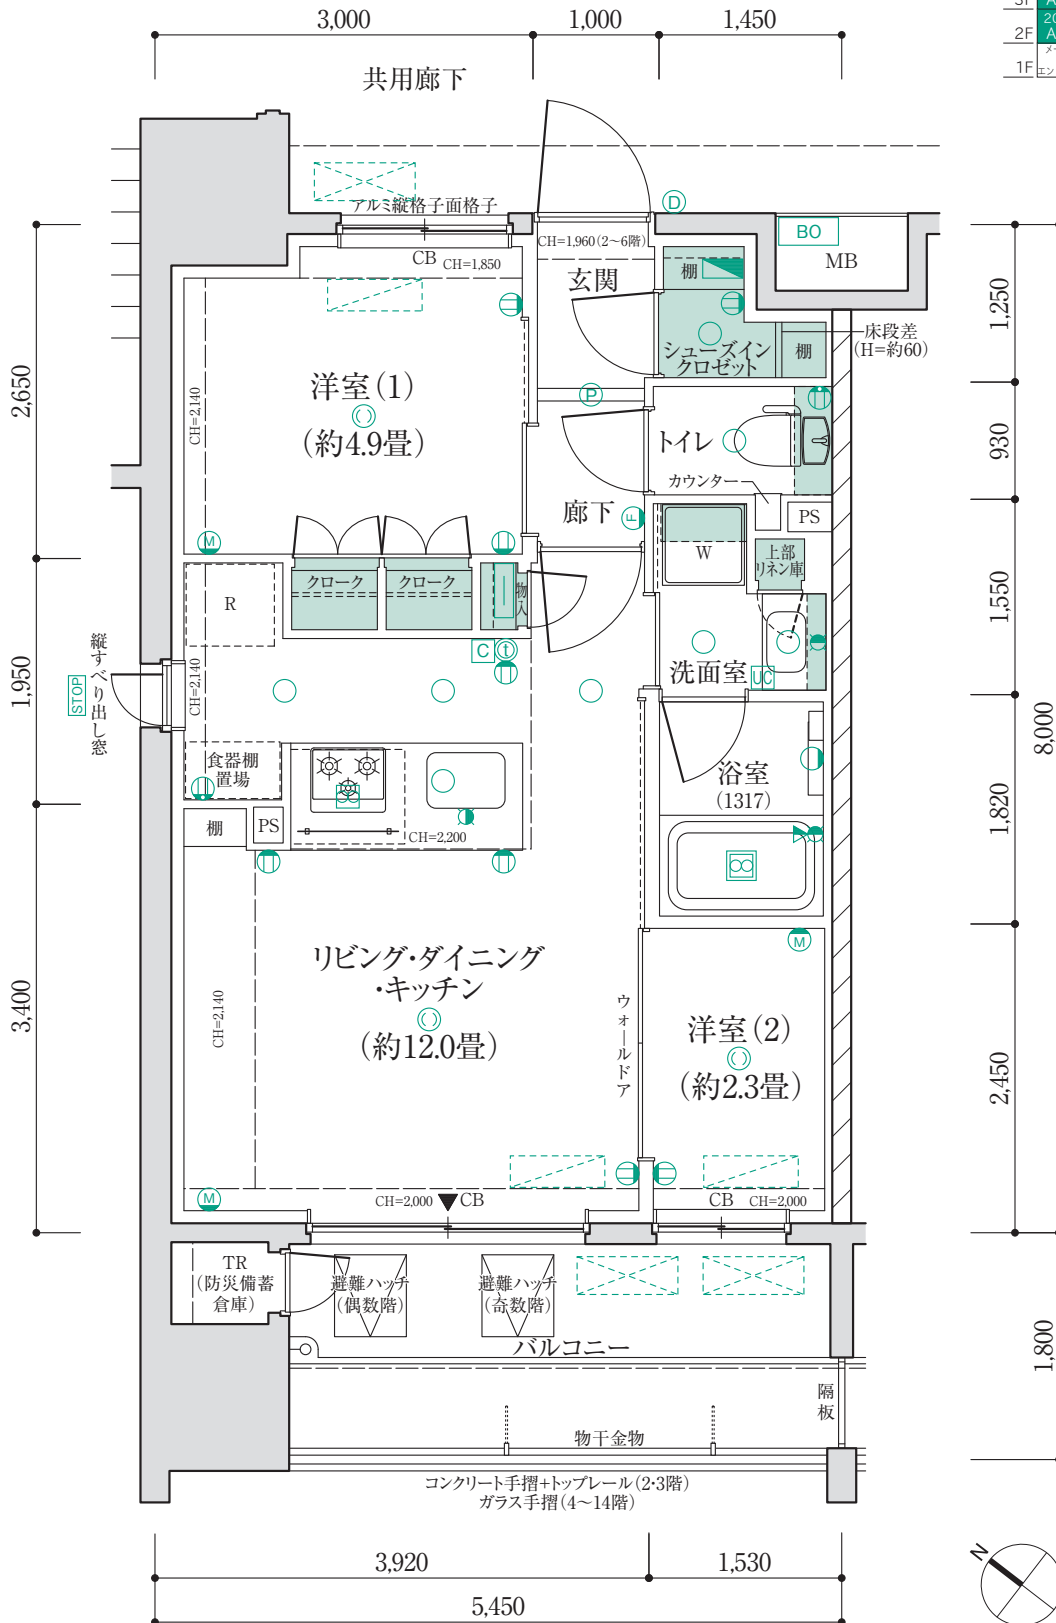 3,000
1,000
1,450
2F
1F
共用廊下
アルミ縦格子面格子
D
BO
MB
CH=1,960(2〜6階)
CB CH=1,850
玄関
棚
床段差
(H=約60)
シューズイン
クロゼット
棚
1,250
2,650
洋室(1)
(約4.9畳)
CH=2,140
P
トイレ
930
カウンター
廊下
F
PS
M
W
上部
リネン庫
クローク
クローク
物入
R
1,550
C
t
縦すべり出し窓
STOP
CH=2,140
1,950
洗面室
UC
8,000
食器棚
置場
浴室
(1317)
棚
PS
CH=2,200
1,820
M
リビング・ダイニング
・キッチン
(約12.0畳)
CH=2,140
ウォールドア
洋室(2)
(約2.3畳)
3,400
2,450
M
CH=2,000
CB
CB
CH=2,000
TR
(防災備蓄
倉庫)
避難ハッチ
(偶数階)
避難ハッチ
(奇数階)
バルコニー
1,800
隔板
物干金物
コンクリート手摺+トップレール(2・3階)
ガラス手摺(4〜14階)
N
3,920
1,530
5,450